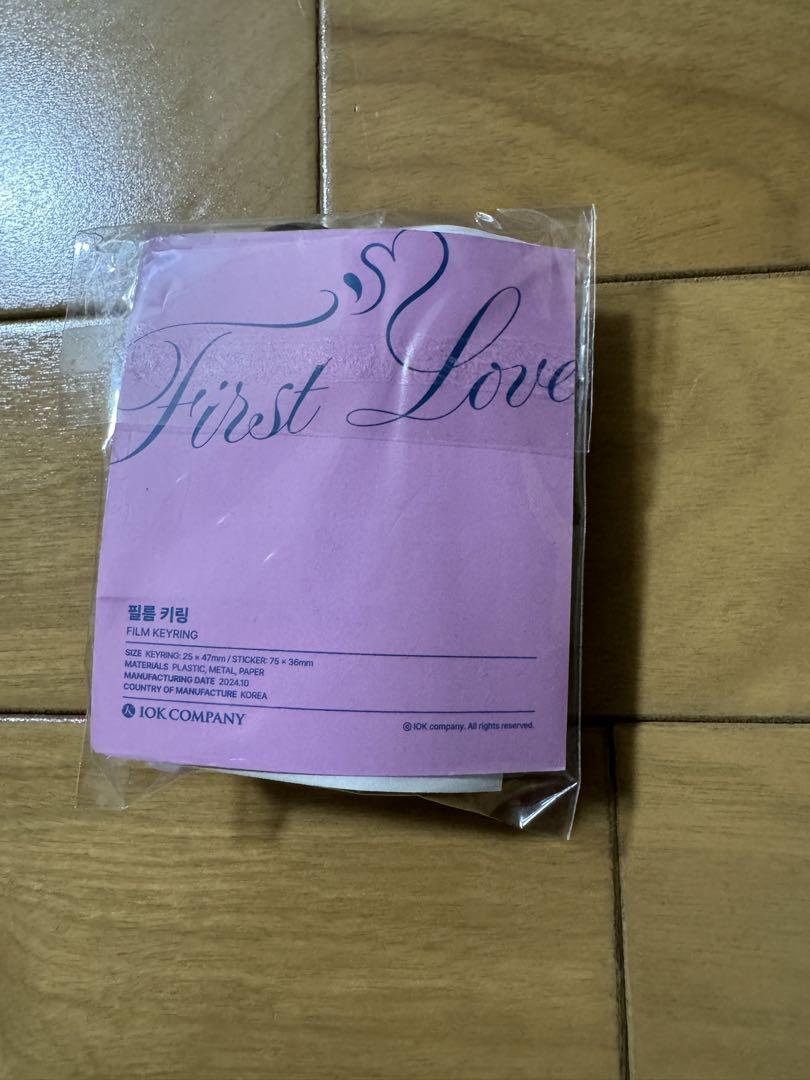 's
First Love
필름 키링
FILM KEYRING
SIZE KEYRING: 25 × 47mm / STICKER: 75 × 36mm
MATERIALS PLASTIC, METAL, PAPER
MANUFACTURING DATE 2024.10
COUNTRY OF MANUFACTURE KOREA
IOK COMPANY
© IOK company. All rights reserved.